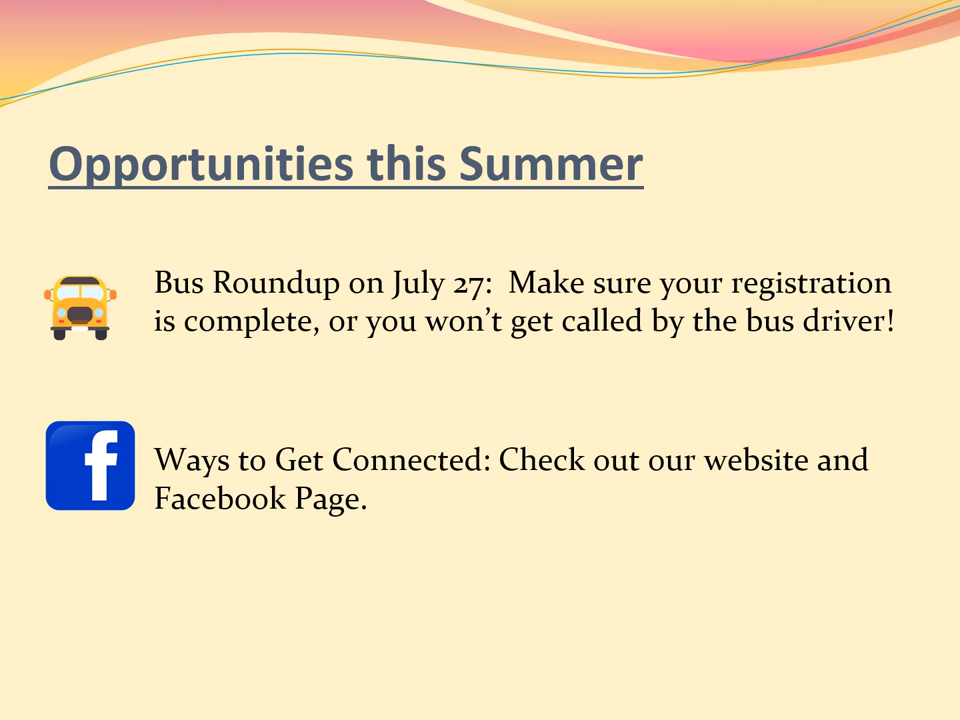 Opportunities this Summer
Bus Roundup on July 27:  Make sure your registration
is complete, or you won’t get called by the bus driver!
f
Ways to Get Connected: Check out our website and
Facebook Page.